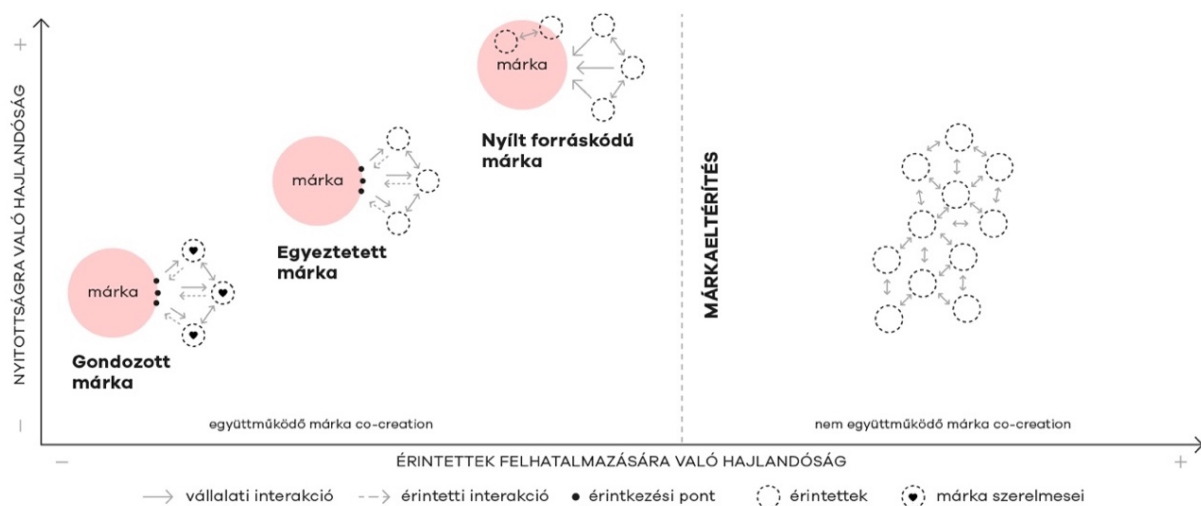 +
NYITOTTSÁGRA VALÓ HAJLANDÓSÁG
–
márka
Nyílt forráskódú
márka
márka
Egyeztetett
márka
márka
Gondozott
márka
MÁRKAELTÉRÍTÉS
együttműködő márka co-creation
nem együttműködő márka co-creation
–
ÉRINTETTEK FELHATALMAZÁSÁRA VALÓ HAJLANDÓSÁG
+
vállalati interakció
érintetti interakció
érintkezési pont
érintettek
márka szerelmesei